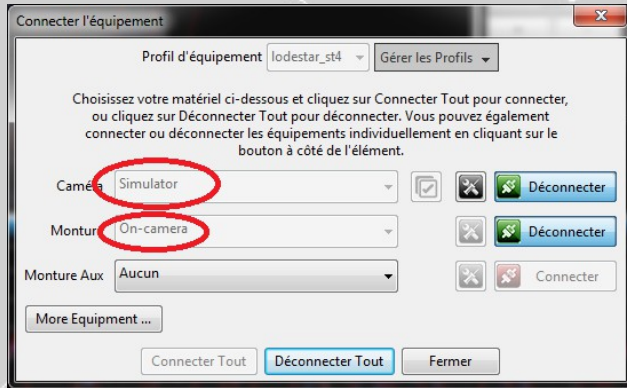 Connecter l'équipement
Profil d'équipement lodestar_st4 Gérer les Profils
Choisissez votre matériel ci-dessous et cliquez sur Connecter Tout pour connecter,
ou cliquez sur Déconnecter Tout pour déconnecter. Vous pouvez également
connecter ou déconnecter les équipements individuellement en cliquant sur le
bouton à côté de l'élément.
Caméra Simulator Déconnecter
Monture On-camera Déconnecter
Monture Aux Aucun Connecter
More Equipment ...
Connecter Tout Déconnecter Tout Fermer